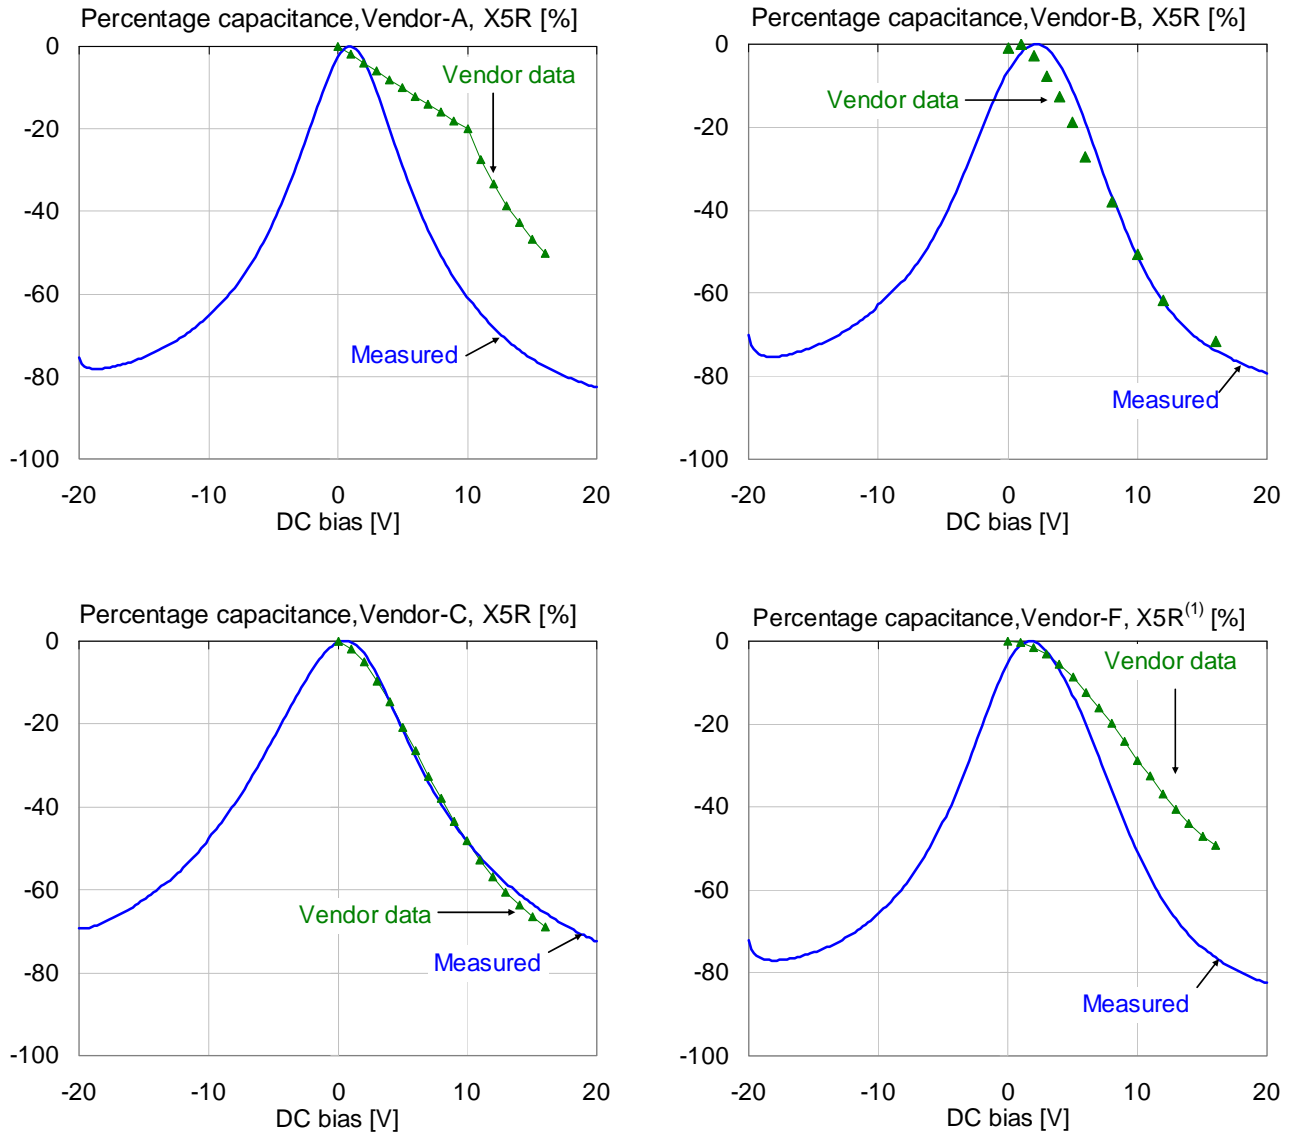 Percentage capacitance,Vendor-A, X5R [%]
0
-20
-40
-60
-80
-100
Vendor data
Measured
-20 -10 0 10 20
DC bias [V]
Percentage capacitance,Vendor-B, X5R [%]
0
-20
-40
-60
-80
-100
Vendor data
Measured
-20 -10 0 10 20
DC bias [V]
Percentage capacitance,Vendor-C, X5R [%]
0
-20
-40
-60
-80
-100
Vendor data
Measured
-20 -10 0 10 20
DC bias [V]
Percentage capacitance,Vendor-F, X5R(1) [%]
0
-20
-40
-60
-80
-100
Vendor data
Measured
-20 -10 0 10 20
DC bias [V]